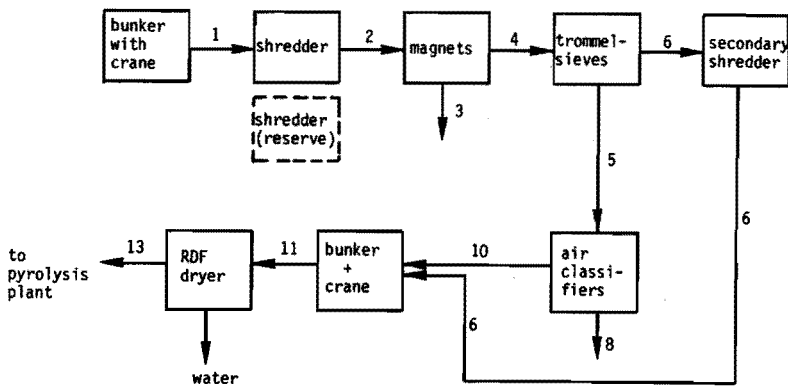 bunker
with
crane
1
shredder
2
magnets
4
trommel-
sieves
6
secondary
shredder
shredder
(reserve)
3
5
6
to
pyrolysis
plant
13
RDF
dryer
11
bunker
+
crane
10
air
classi-
fiers
6
8
water